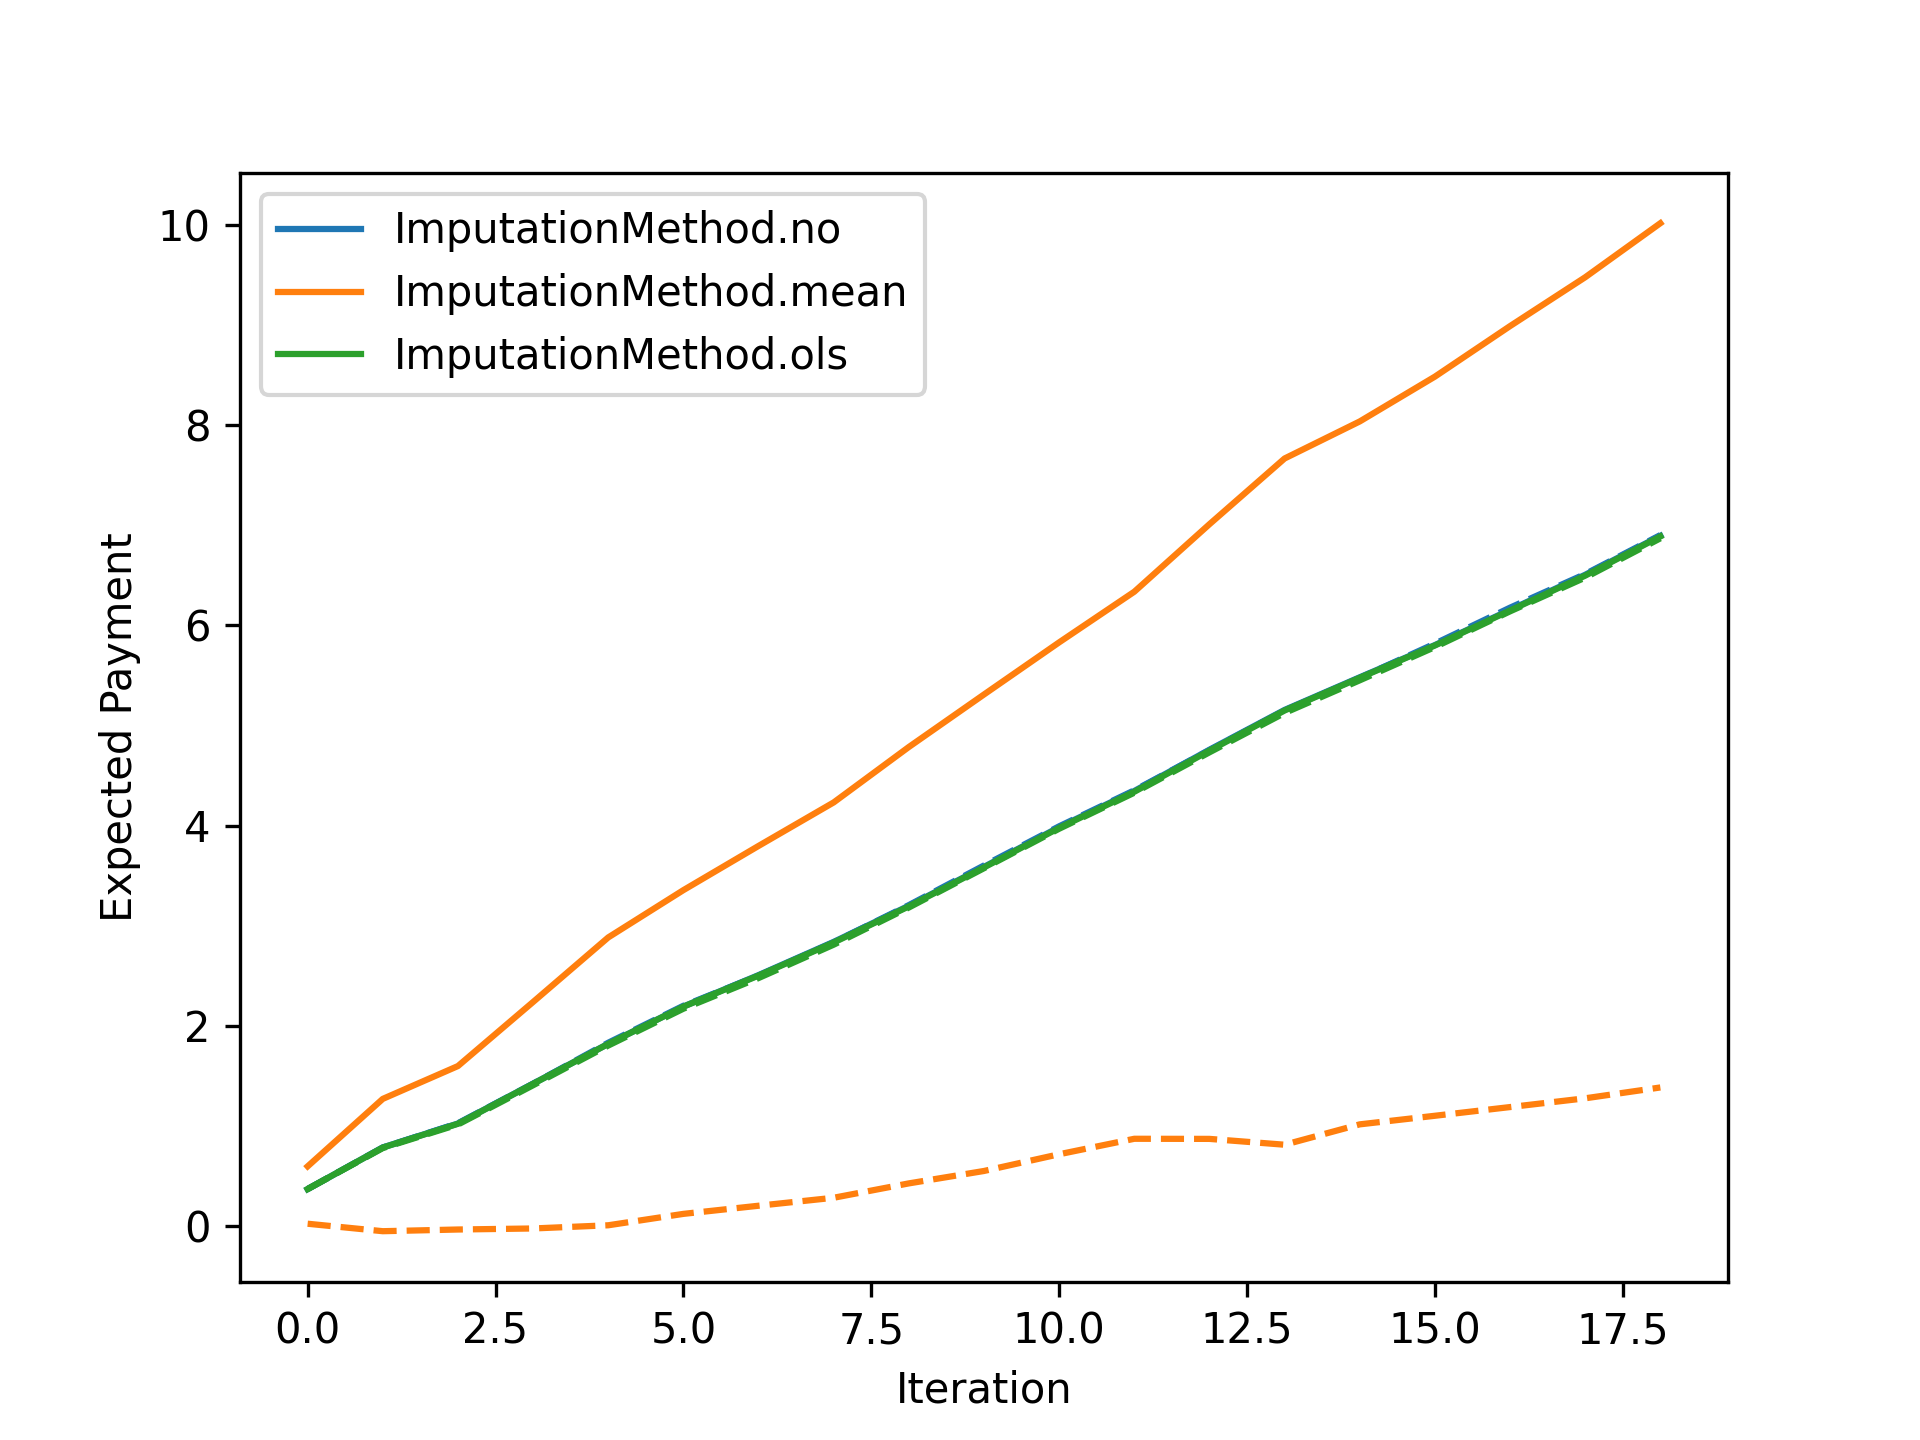 ImputationMethod.no
ImputationMethod.mean
ImputationMethod.ols
Expected Payment
10
8
6
4
2
0
0.0 2.5 5.0 7.5 10.0 12.5 15.0 17.5
Iteration